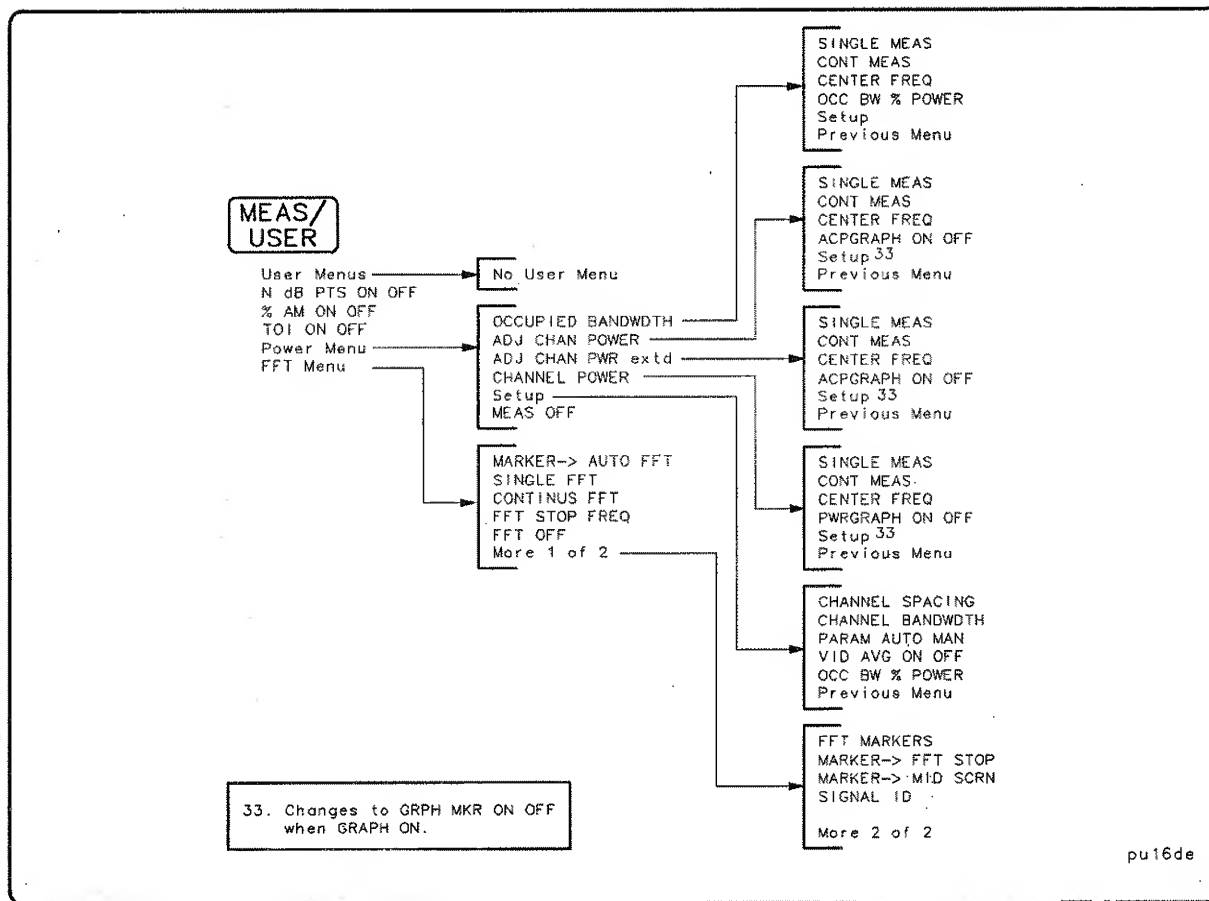 MEAS/
USER
User Menus
N dB PTS ON OFF
% AM ON OFF
TOI ON OFF
Power Menu
FFT Menu
No User Menu
OCCUPIED BANDWDTH
ADJ CHAN POWER
ADJ CHAN PWR extd
CHANNEL POWER
Setup
MEAS OFF
MARKER-> AUTO FFT
SINGLE FFT
CONTINUS FFT
FFT STOP FREQ
FFT OFF
More 1 of 2
SINGLE MEAS
CONT MEAS
CENTER FREQ
OCC BW % POWER
Setup
Previous Menu
SINGLE MEAS
CONT MEAS
CENTER FREQ
ACPGRAPH ON OFF
Setup 33
Previous Menu
SINGLE MEAS
CONT MEAS
CENTER FREQ
ACPGRAPH ON OFF
Setup 33
Previous Menu
SINGLE MEAS
CONT MEAS
CENTER FREQ
PWRGRAPH ON OFF
Setup 33
Previous Menu
CHANNEL SPACING
CHANNEL BANDWDTH
PARAM AUTO MAN
VID AVG ON OFF
OCC BW % POWER
Previous Menu
FFT MARKERS
MARKER-> FFT STOP
MARKER-> MID SCRN
SIGNAL ID
More 2 of 2
33. Changes to GRPH MKR ON OFF
when GRAPH ON.
pu16de